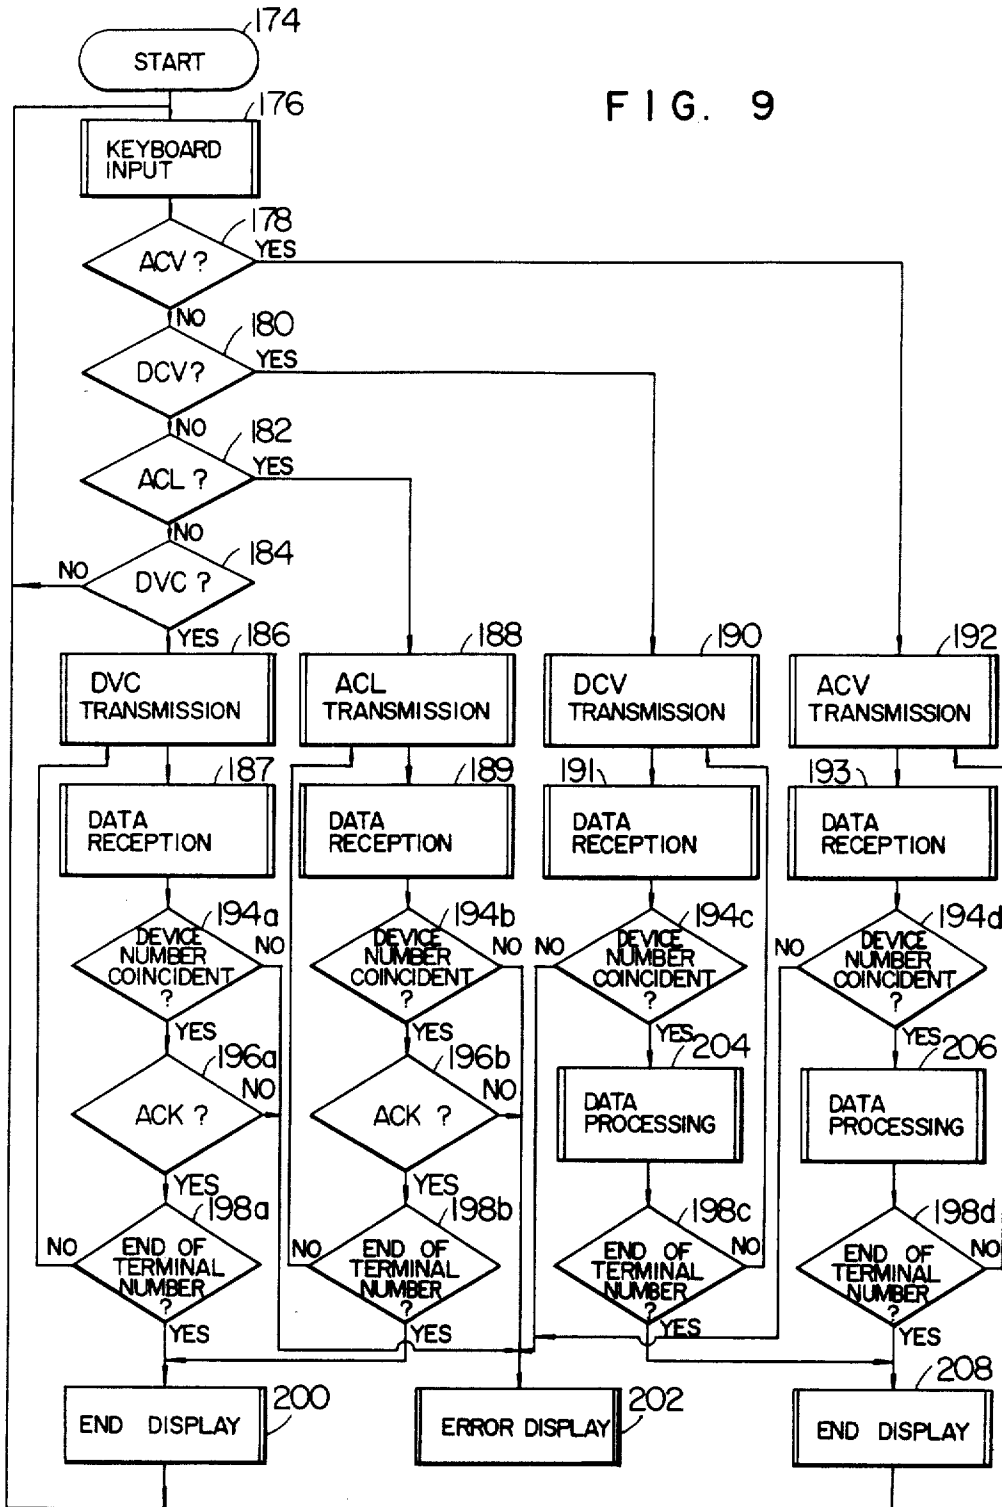 174
START
FIG. 9
176
KEYBOARD
INPUT
178
ACV ?
YES
NO
180
DCV?
YES
NO
182
ACL ?
YES
NO
184
NO
DVC ?
YES
186
188
190
192
DVC
TRANSMISSION
ACL
TRANSMISSION
DCV
TRANSMISSION
ACV
TRANSMISSION
187
189
191
193
DATA
RECEPTION
DATA
RECEPTION
DATA
RECEPTION
DATA
RECEPTION
194a
194b
194c
194d
DEVICE
NUMBER
COINCIDENT
?
NO
DEVICE
NUMBER
COINCIDENT
?
NO
NO
DEVICE
NUMBER
COINCIDENT
?
NO
DEVICE
NUMBER
COINCIDENT
?
YES
YES
YES
YES
196a
196b
204
206
ACK ?
NO
ACK ?
NO
DATA
PROCESSING
DATA
PROCESSING
YES
YES
198a
198b
198c
198d
NO
END OF
TERMINAL
NUMBER
?
NO
END OF
TERMINAL
NUMBER
?
END OF
TERMINAL
NUMBER
?
NO
END OF
TERMINAL
NUMBER
?
NO
YES
YES
YES
YES
200
202
208
END DISPLAY
ERROR DISPLAY
END DISPLAY